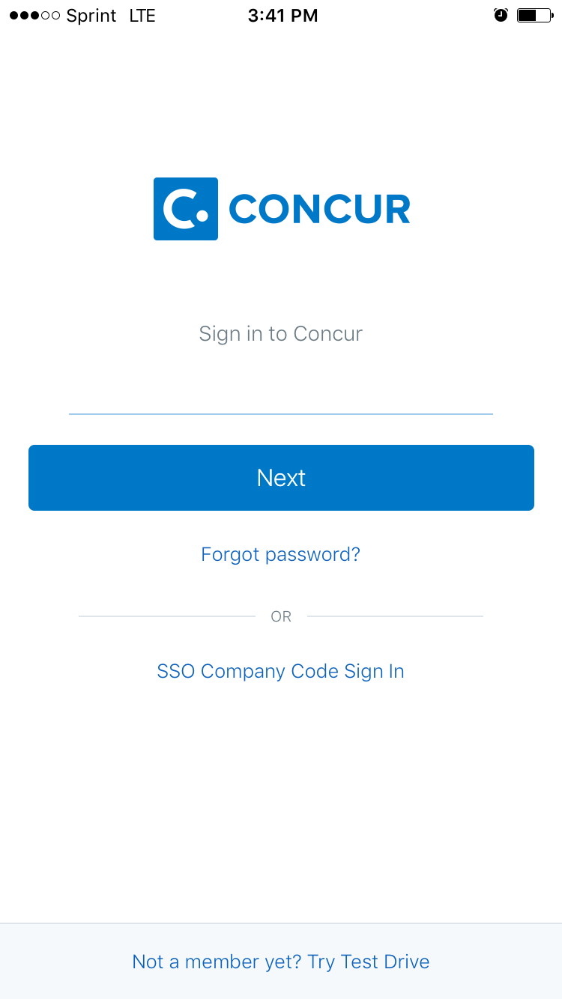 Sprint LTE 3:41 PM
C. CONCUR
Sign in to Concur
Next
Forgot password?
OR
SSO Company Code Sign In
Not a member yet? Try Test Drive